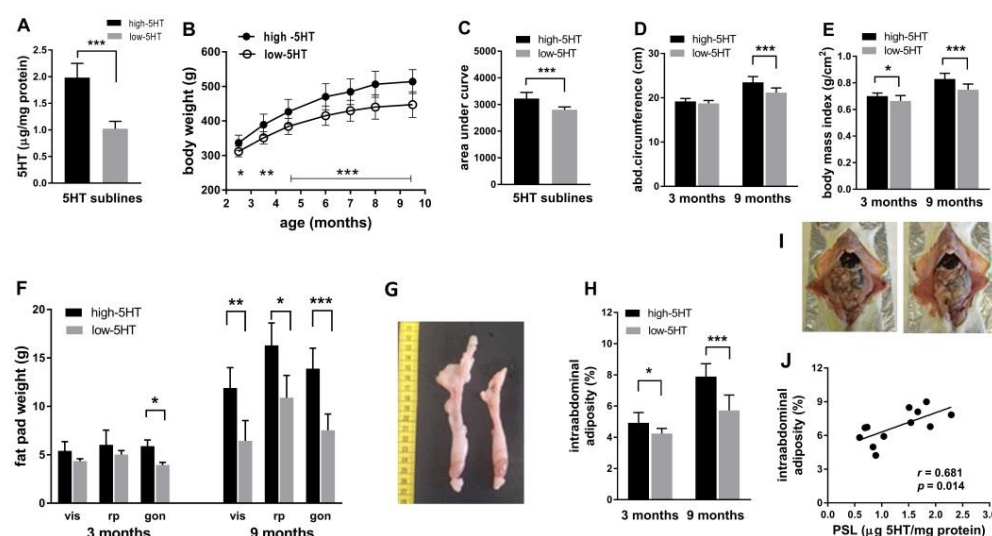 A
high-5HT
low-5HT
***
5HT (μg/mg protein)
2.5
2.0
1.5
1.0
0.5
0.0
5HT sublines
B
high -5HT
low-5HT
body weight (g)
600
500
400
300
200
* ** ***
2 3 4 5 6 7 8 9 10
age (months)
C
high-5HT
low-5HT
***
area under curve
5000
4000
3000
2000
1000
0
5HT sublines
D
high-5HT
low-5HT
***
abd.circumference (cm)
30
20
10
0
3 months 9 months
E
high-5HT
low-5HT
* ***
body mass index (g/cm²)
1.0
0.8
0.6
0.4
0.2
0.0
3 months 9 months
F
high-5HT
low-5HT
* ** * ***
fat pad weight (g)
20
15
10
5
0
vis rp gon vis rp gon
3 months 9 months
G
H
high-5HT
low-5HT
* ***
intraabdominal
adiposity (%)
12
10
8
6
4
2
0
3 months 9 months
I
J
intraabdominal
adiposity (%)
12
9
6
3
0
r = 0.681
p = 0.014
0.0 0.5 1.0 1.5 2.0 2.5 3.0
PSL (μg 5HT/mg protein)